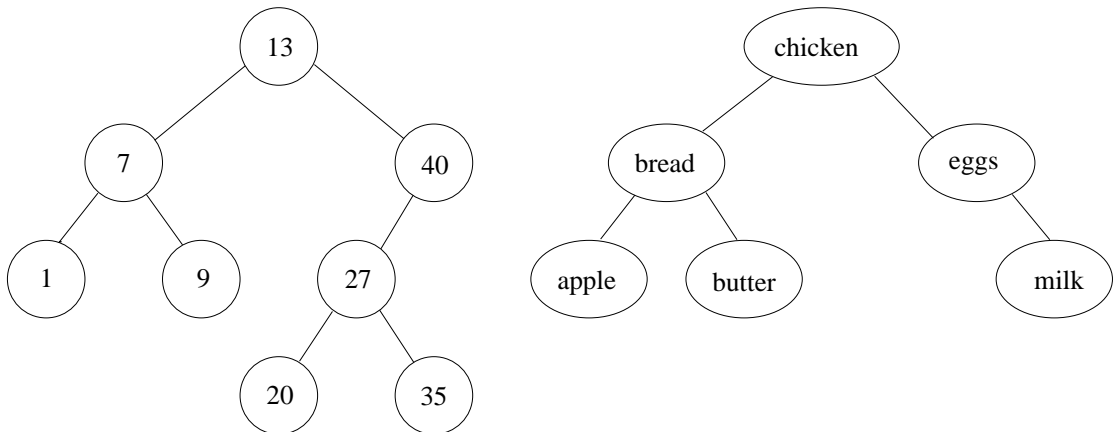 13
chicken
7
40
bread
eggs
1
9
27
apple
butter
milk
20
35